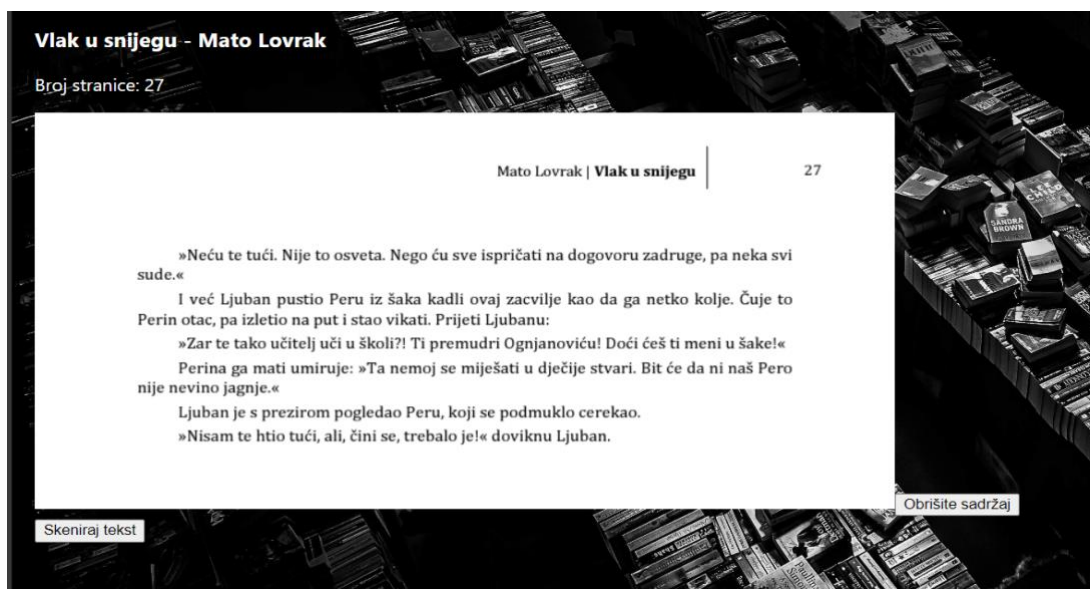 Vlak u snijegu - Mato Lovrak
Broj stranice: 27
Mato Lovrak | Vlak u snijegu 27
»Neću te tući. Nije to osveta. Nego ću sve ispričati na dogovoru zadruge, pa neka svi
sude.«
I već Ljuban pustio Peru iz šaka kadli ovaj zacvilje kao da ga netko kolje. Čuje to
Perin otac, pa izletio na put i stao vikati. Prijeti Ljubanu:
»Zar te tako učitelj uči u školi?! Ti premudri Ognjanoviću! Doći ćeš ti meni u šake!«
Perina ga mati umiruje: »Ta nemoj se miješati u dječije stvari. Bit će da ni naš Pero
nije nevino jagnje.«
Ljuban je s prezirom pogledao Peru, koji se podmuklo cerekao.
»Nisam te htio tući, ali, čini se, trebalo je!« doviknu Ljuban.
Obrišite sadržaj
Skeniraj tekst
LEE
CHILD
SANDRA
BROWN